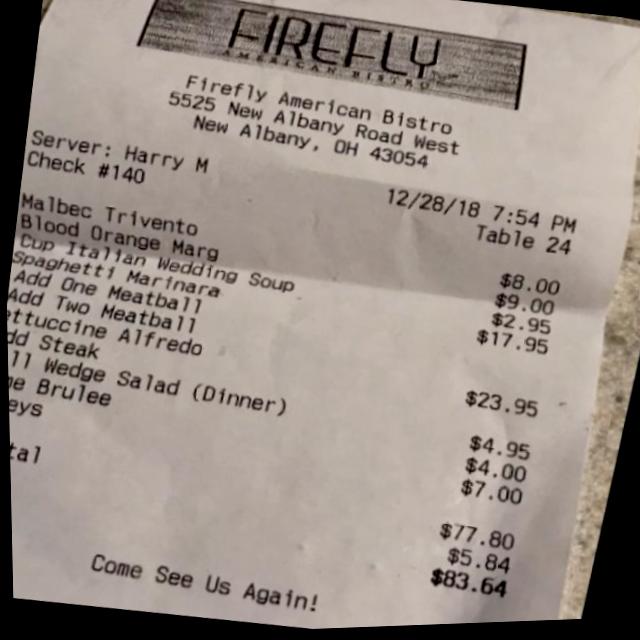 FIREFLY
AMERICAN BISTRO
Firefly American Bistro
5525 New Albany Road West
New Albany, OH 43054
Server: Harry M 12/28/18 7:54 PM
Check #140 Table 24
Malbec Trivento $8.00
Blood Orange Marg $9.00
Cup Italian Wedding Soup $2.95
Spaghetti Marinara $17.95
Add One Meatball
Add Two Meatball
ettuccine Alfredo $23.95
dd Steak
ll Wedge Salad (Dinner) $4.95
me Brulee $4.00
eys $7.00
tal $77.80
$5.84
$83.64
Come See Us Again!